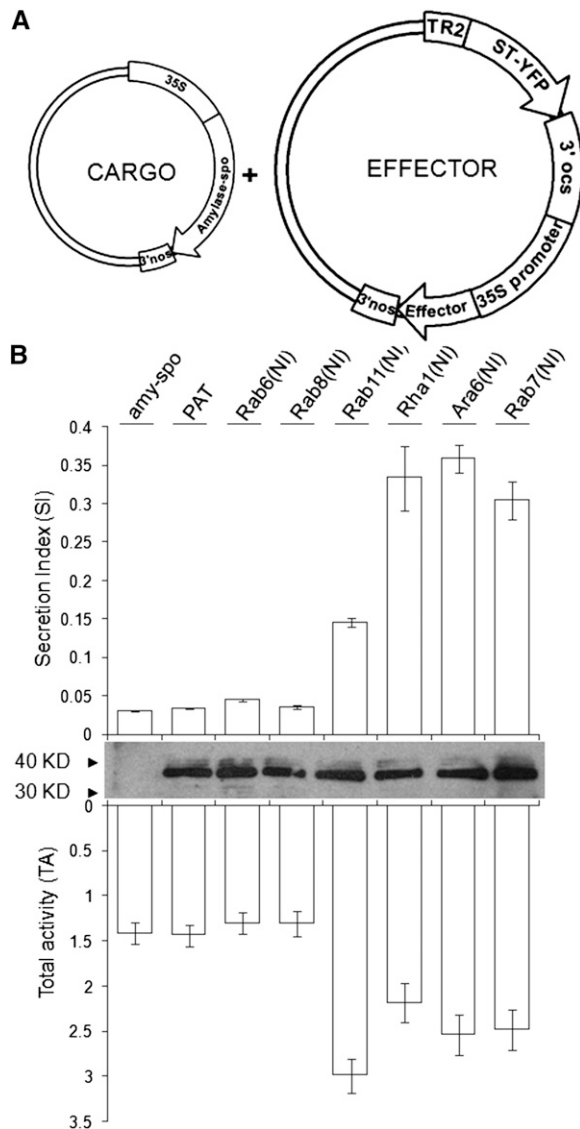 A
35S
Amylase-spo
3'nos
CARGO
+
TR2
ST-YFP
3' ocs
35S promoter
Effector
3'nos
EFFECTOR
B
amy-spo
PAT
Rab6(NI)
Rab8(NI)
Rab11(NI,
Rha1(NI)
Ara6(NI)
Rab7(NI)
Secretion Index (SI)
0.4
0.35
0.3
0.25
0.2
0.15
0.1
0.05
0
40 KD
30 KD
Total activity (TA)
0
0.5
1
1.5
2
2.5
3
3.5